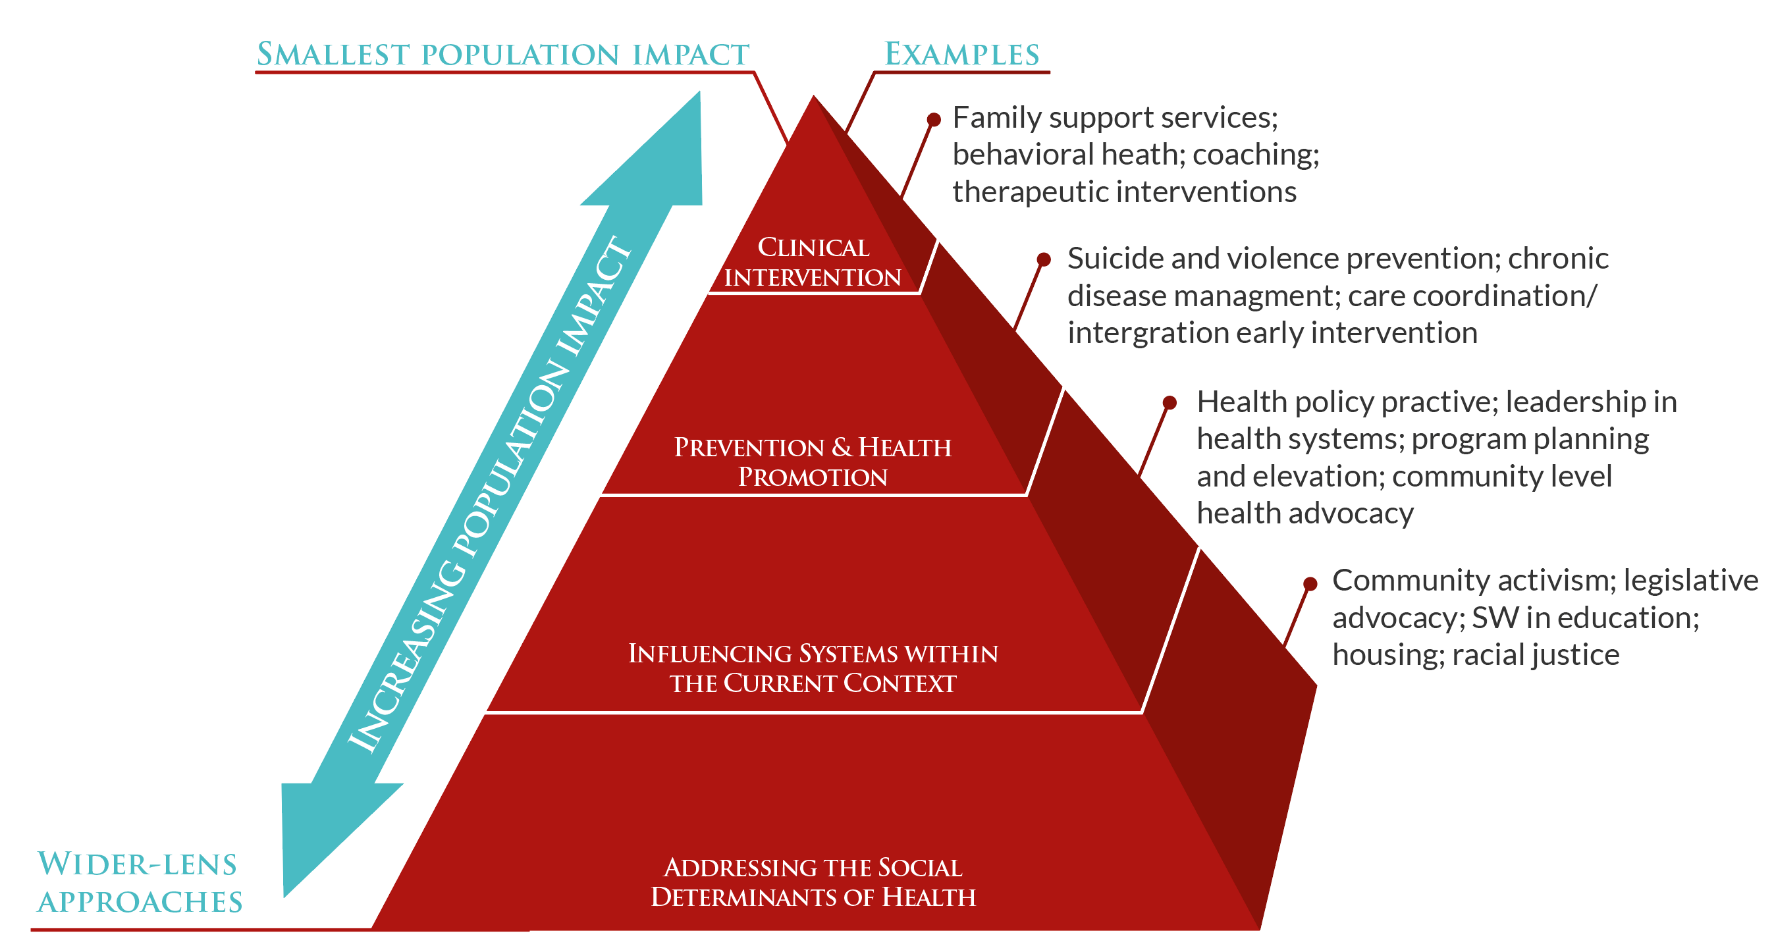 Smallest population impact
Examples
Family support services;
behavioral heath; coaching;
therapeutic interventions
Clinical
intervention
Suicide and violence prevention; chronic
disease managment; care coordination/
intergration early intervention
Increasing population impact
Prevention & Health
Promotion
Health policy practive; leadership in
health systems; program planning
and elevation; community level
health advocacy
Influencing Systems within
the Current Context
Community activism; legislative
advocacy; SW in education;
housing; racial justice
Wider-lens
approaches
Addressing the Social
Determinants of Health